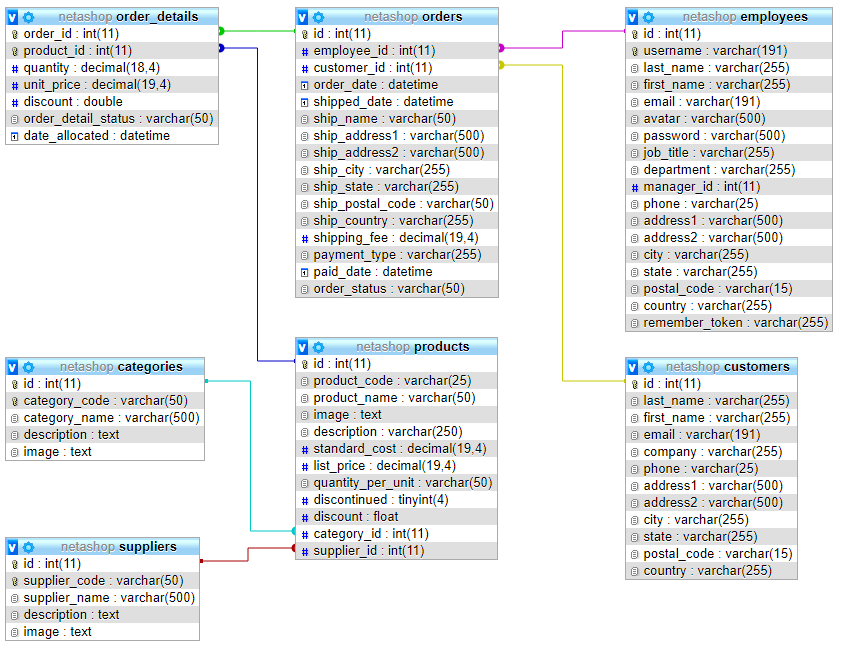 netashop order_details
order_id : int(11)
product_id : int(11)
quantity : decimal(18,4)
unit_price : decimal(19,4)
discount : double
order_detail_status : varchar(50)
date_allocated : datetime
netashop orders
id : int(11)
employee_id : int(11)
customer_id : int(11)
order_date : datetime
shipped_date : datetime
ship_name : varchar(50)
ship_address1 : varchar(500)
ship_address2 : varchar(500)
ship_city : varchar(255)
ship_state : varchar(255)
ship_postal_code : varchar(50)
ship_country : varchar(255)
shipping_fee : decimal(19,4)
payment_type : varchar(255)
paid_date : datetime
order_status : varchar(50)
netashop employees
id : int(11)
username : varchar(191)
last_name : varchar(255)
first_name : varchar(255)
email : varchar(191)
avatar : varchar(500)
password : varchar(500)
job_title : varchar(255)
department : varchar(255)
manager_id : int(11)
phone : varchar(25)
address1 : varchar(500)
address2 : varchar(500)
city : varchar(255)
state : varchar(255)
postal_code : varchar(15)
country : varchar(255)
remember_token : varchar(255)
netashop categories
id : int(11)
category_code : varchar(50)
category_name : varchar(500)
description : text
image : text
netashop products
id : int(11)
product_code : varchar(25)
product_name : varchar(50)
image : text
description : varchar(250)
standard_cost : decimal(19,4)
list_price : decimal(19,4)
quantity_per_unit : varchar(50)
discontinued : tinyint(4)
discount : float
category_id : int(11)
supplier_id : int(11)
netashop customers
id : int(11)
last_name : varchar(255)
first_name : varchar(255)
email : varchar(191)
company : varchar(255)
phone : varchar(25)
address1 : varchar(500)
address2 : varchar(500)
city : varchar(255)
state : varchar(255)
postal_code : varchar(15)
country : varchar(255)
netashop suppliers
id : int(11)
supplier_code : varchar(50)
supplier_name : varchar(500)
description : text
image : text